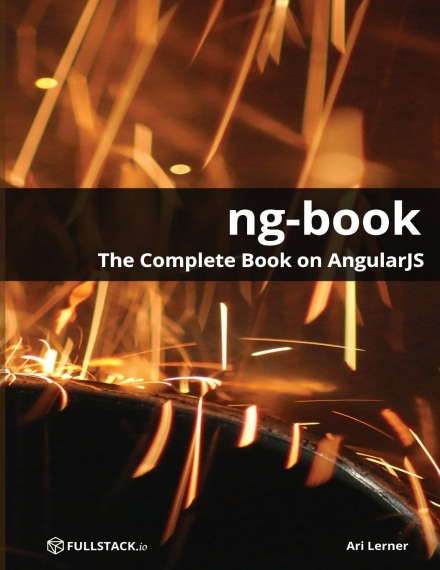 ng-book
The Complete Book on AngularJS
FULLSTACK.io
Ari Lerner